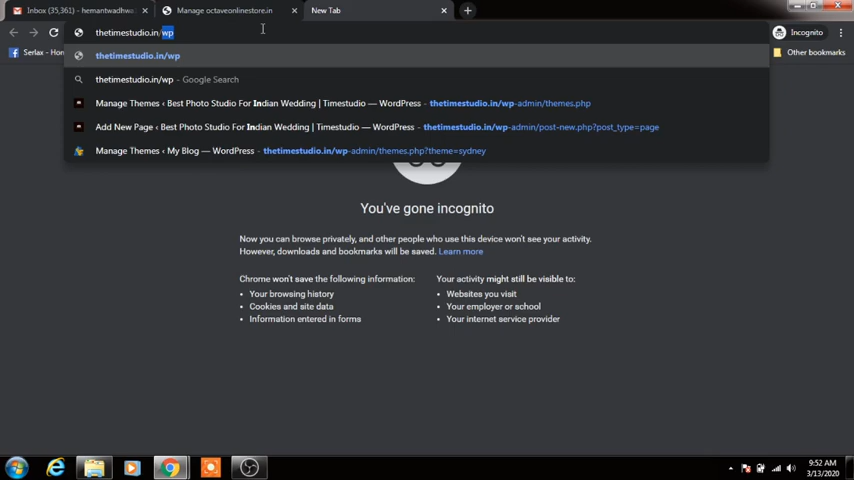 Inbox (35,361) - hemantwadhwa
Manage octaveonlinestore.in
New Tab
thetimestudio.in/wp
Incognito
Serlax - Home
Other bookmarks
thetimestudio.in/wp
thetimestudio.in/wp - Google Search
Manage Themes ‹ Best Photo Studio For Indian Wedding | Timestudio — WordPress - thetimestudio.in/wp-admin/themes.php
Add New Page ‹ Best Photo Studio For Indian Wedding | Timestudio — WordPress - thetimestudio.in/wp-admin/post-new.php?post_type=page
Manage Themes ‹ My Blog — WordPress - thetimestudio.in/wp-admin/themes.php?theme=sydney
You've gone incognito
Now you can browse privately, and other people who use this device won't see your activity.
However, downloads and bookmarks will be saved. Learn more
Chrome won't save the following information:
• Your browsing history
• Cookies and site data
• Information entered in forms
Your activity might still be visible to:
• Websites you visit
• Your employer or school
• Your internet service provider
9:52 AM
3/13/2020